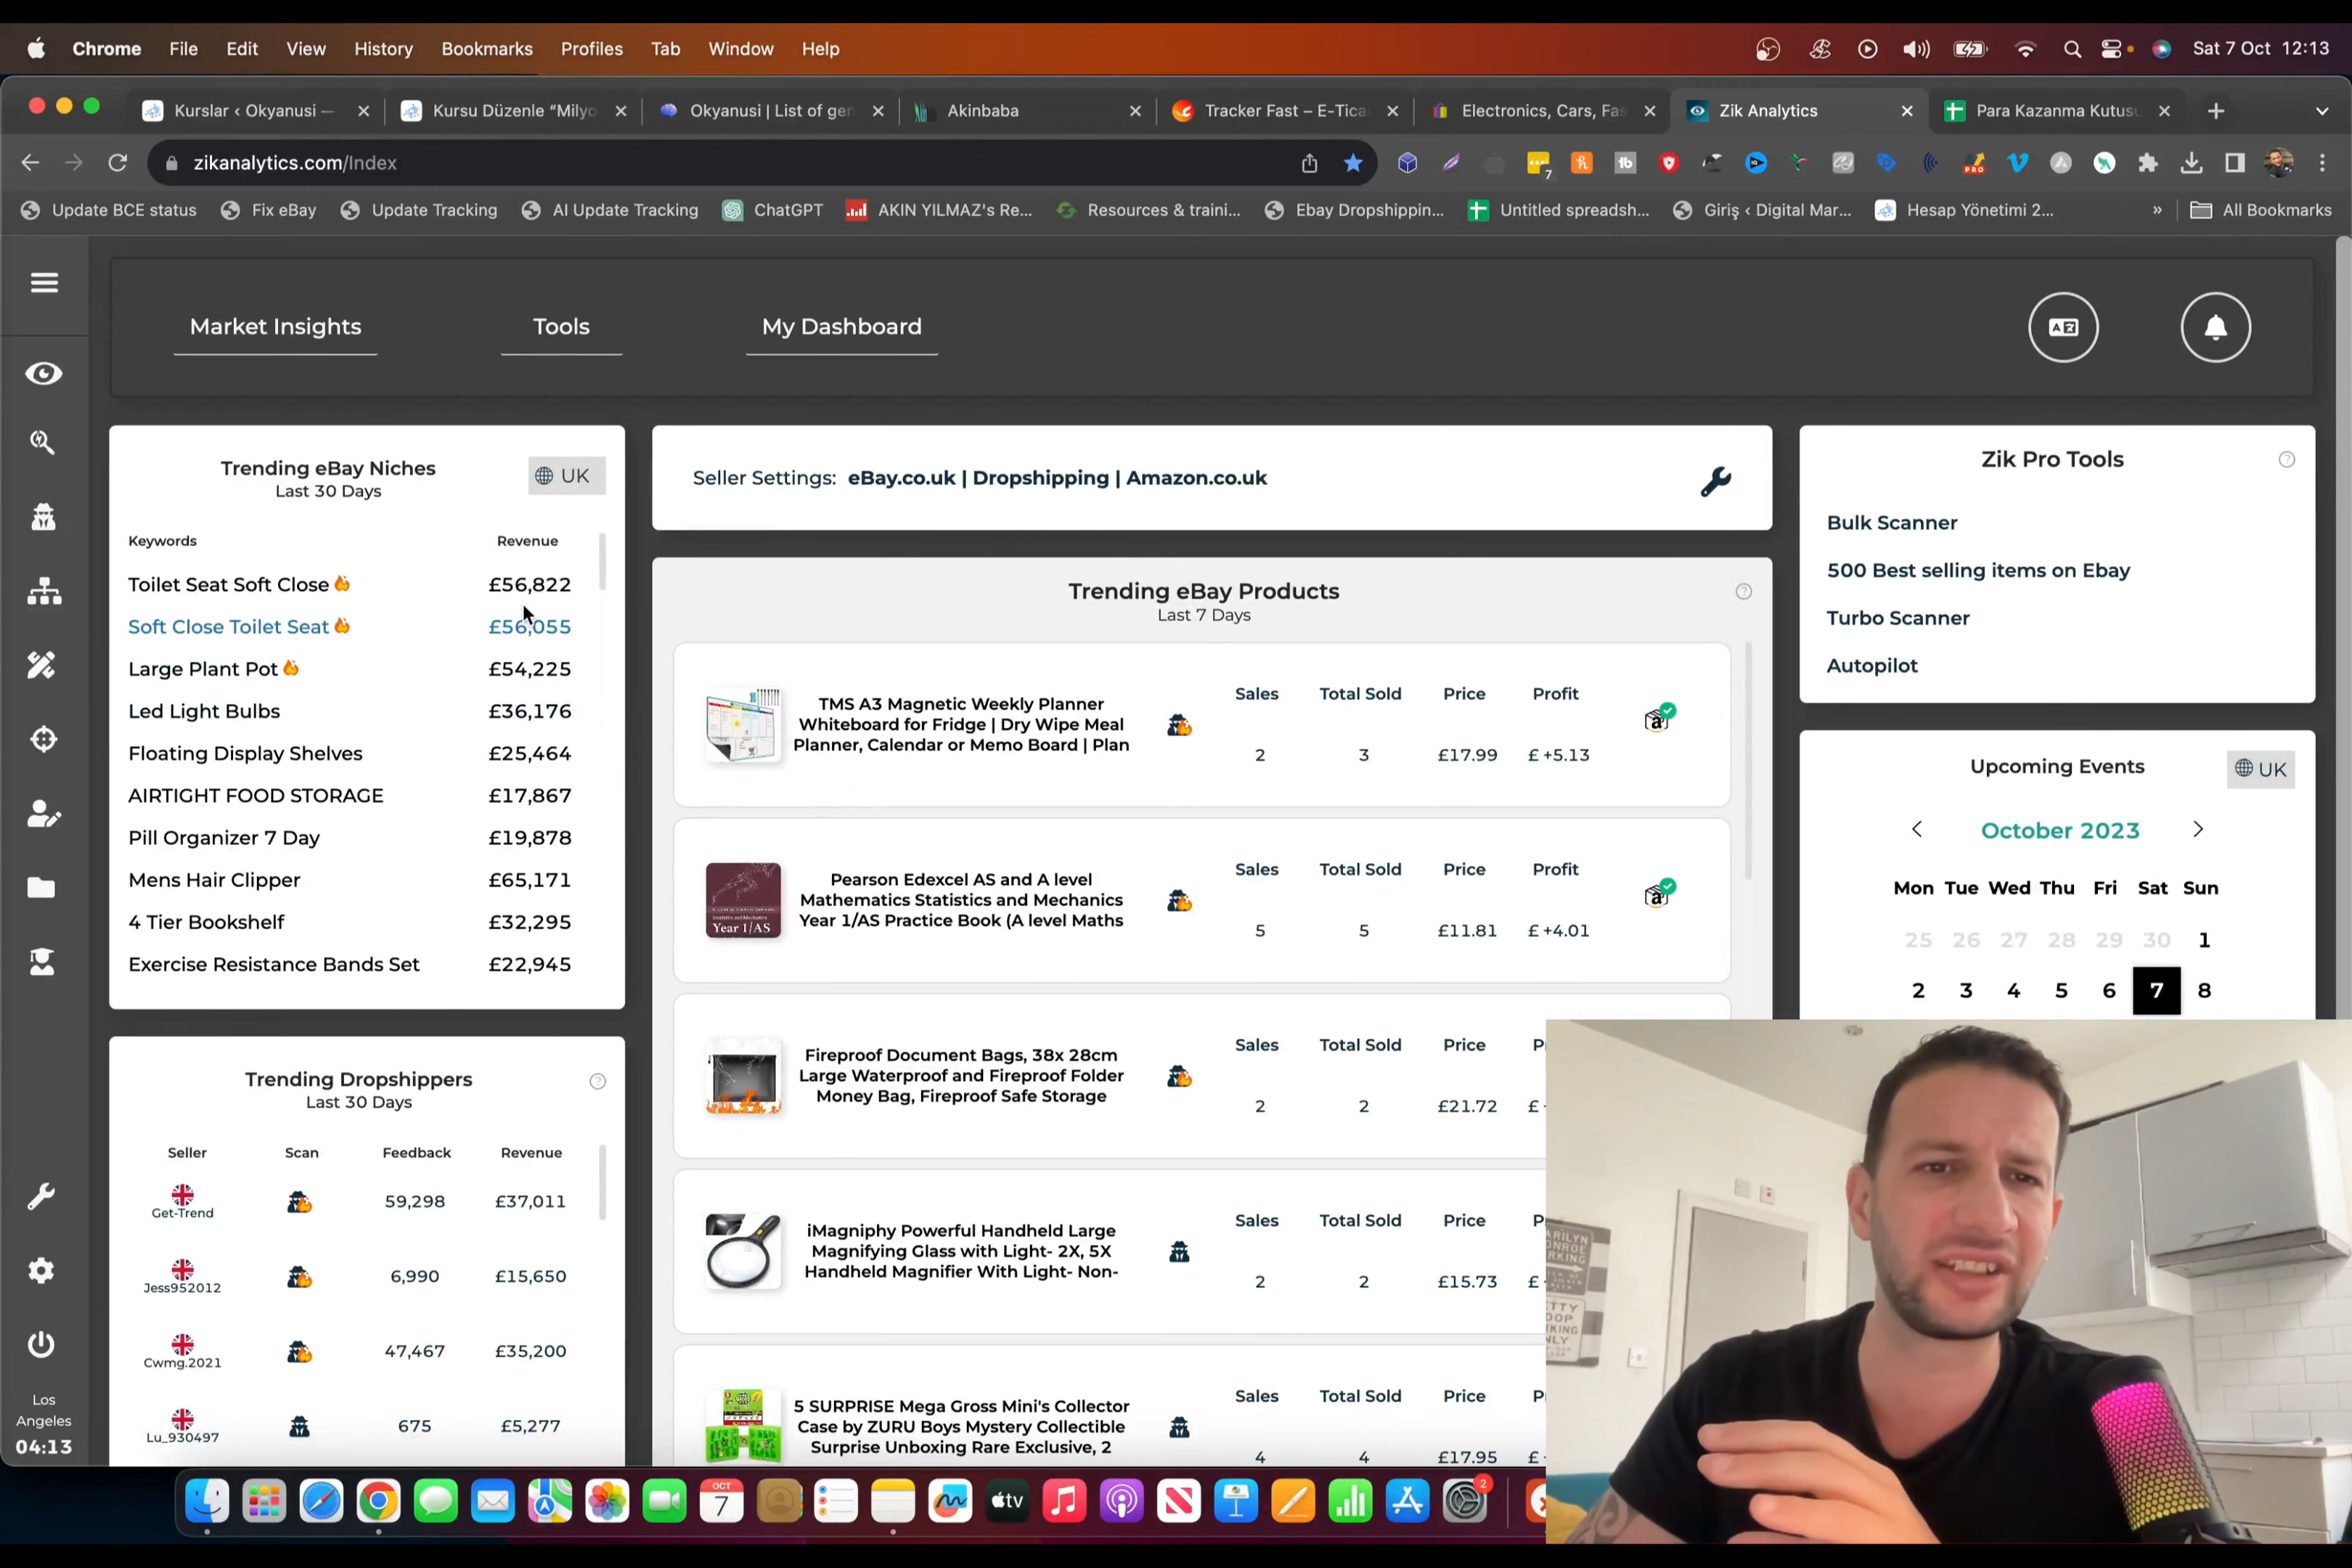 Chrome File Edit View History Bookmarks Profiles Tab Window Help
Sat 7 Oct 12:13
Kurslar ‹ Okyanusi —
Kursu Düzenle “Milyo
Okyanusi | List of gen
Akinbaba
Tracker Fast – E-Tica
Electronics, Cars, Fas
Zik Analytics
Para Kazanma Kutusu
zikanalytics.com/Index
7
PRO
Update BCE status
Fix eBay
Update Tracking
AI Update Tracking
ChatGPT
AKIN YILMAZ's Re...
Resources & traini...
Ebay Dropshippin...
Untitled spreadsh...
Giriş ‹ Digital Mar...
Hesap Yönetimi 2...
»
All Bookmarks
Market Insights
Tools
My Dashboard
Trending eBay Niches
Last 30 Days
UK
Keywords Revenue
Toilet Seat Soft Close £56,822
Soft Close Toilet Seat £56,055
Large Plant Pot £54,225
Led Light Bulbs £36,176
Floating Display Shelves £25,464
AIRTIGHT FOOD STORAGE £17,867
Pill Organizer 7 Day £19,878
Mens Hair Clipper £65,171
4 Tier Bookshelf £32,295
Exercise Resistance Bands Set £22,945
Trending Dropshippers
Last 30 Days
Seller Scan Feedback Revenue
Get-Trend 59,298 £37,011
Jess952012 6,990 £15,650
Cwmg.2021 47,467 £35,200
Lu_930497 675 £5,277
Los
Angeles
04:13
Seller Settings: eBay.co.uk | Dropshipping | Amazon.co.uk
Trending eBay Products
Last 7 Days
TMS A3 Magnetic Weekly Planner
Whiteboard for Fridge | Dry Wipe Meal
Planner, Calendar or Memo Board | Plan
Sales Total Sold Price Profit
2 3 £17.99 £ +5.13
Year 1/AS
Pearson Edexcel AS and A level
Mathematics Statistics and Mechanics
Year 1/AS Practice Book (A level Maths
Sales Total Sold Price Profit
5 5 £11.81 £ +4.01
Fireproof Document Bags, 38x 28cm
Large Waterproof and Fireproof Folder
Money Bag, Fireproof Safe Storage
Sales Total Sold Price
2 2 £21.72 £
iMagniphy Powerful Handheld Large
Magnifying Glass with Light- 2X, 5X
Handheld Magnifier With Light- Non-
Sales Total Sold Price
2 2 £15.73 £
5 SURPRISE Mega Gross Mini's Collector
Case by ZURU Boys Mystery Collectible
Surprise Unboxing Rare Exclusive, 2
Sales Total Sold Price
4 4 £17.95 £
Zik Pro Tools
Bulk Scanner
500 Best selling items on Ebay
Turbo Scanner
Autopilot
Upcoming Events
UK
October 2023
Mon Tue Wed Thu Fri Sat Sun
25 26 27 28 29 30 1
2 3 4 5 6 7 8
OCT
7
tv
2